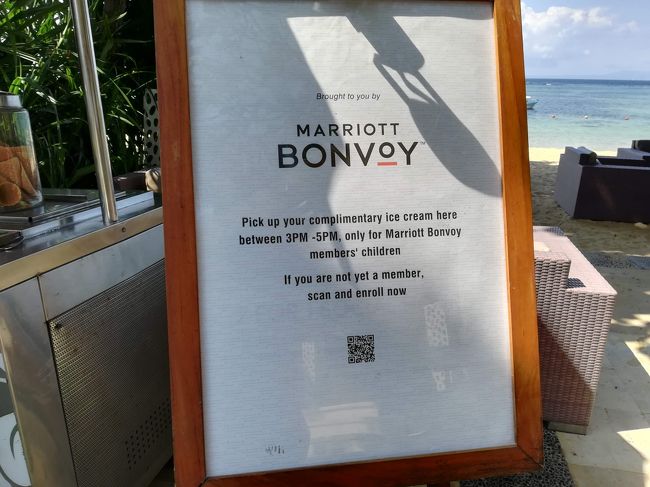 Brought to you by
MARRIOTT
BONVOY™
Pick up your complimentary ice cream here
between 3PM -5PM, only for Marriott Bonvoy
members' children
If you are not yet a member,
scan and enroll now